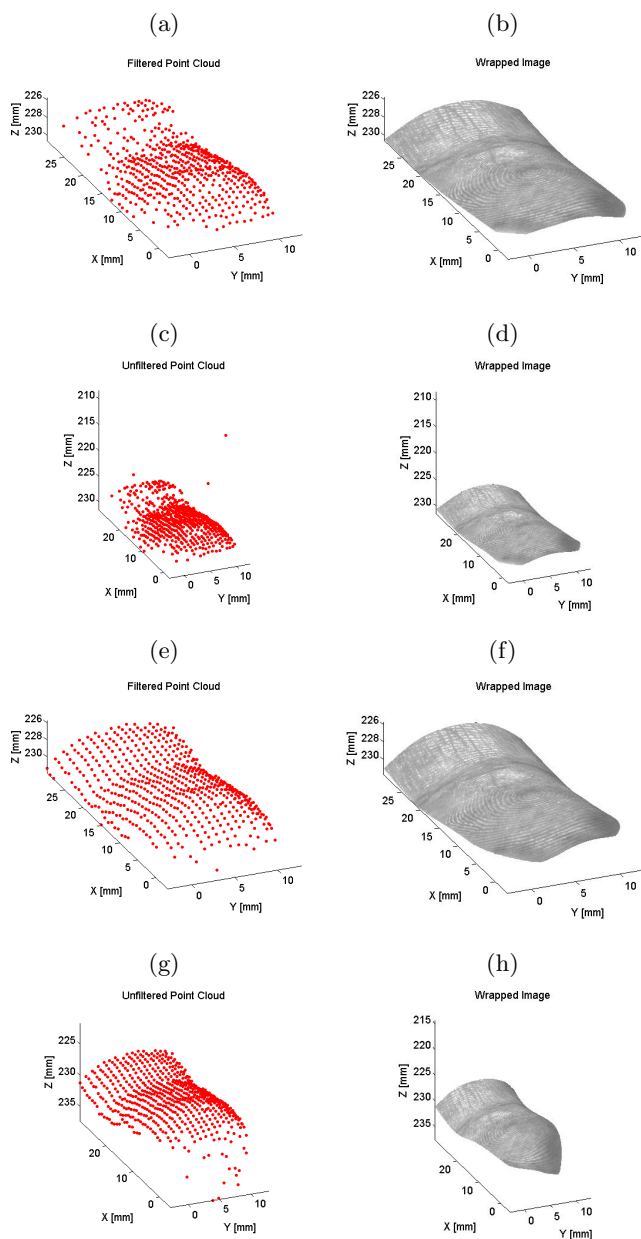 (a)
(b)
Filtered Point Cloud
Wrapped Image
226
228
230
Z [mm]
25
20
15
10
5
0
X [mm]
0
5
10
Y [mm]
226
228
230
Z [mm]
25
20
15
10
5
0
X [mm]
0
5
10
Y [mm]
(c)
(d)
Unfiltered Point Cloud
Wrapped Image
210
215
220
225
230
Z [mm]
20
10
0
X [mm]
0
5
10
Y [mm]
210
215
220
225
230
Z [mm]
20
10
0
X [mm]
0
5
10
Y [mm]
(e)
(f)
Filtered Point Cloud
Wrapped Image
226
228
230
Z [mm]
25
20
15
10
5
0
X [mm]
0
5
10
Y [mm]
226
228
230
Z [mm]
25
20
15
10
5
0
X [mm]
0
5
10
Y [mm]
(g)
(h)
Unfiltered Point Cloud
Wrapped Image
225
230
235
Z [mm]
20
10
0
X [mm]
0
5
10
Y [mm]
215
220
225
230
235
Z [mm]
20
10
0
X [mm]
0
5
10
Y [mm]